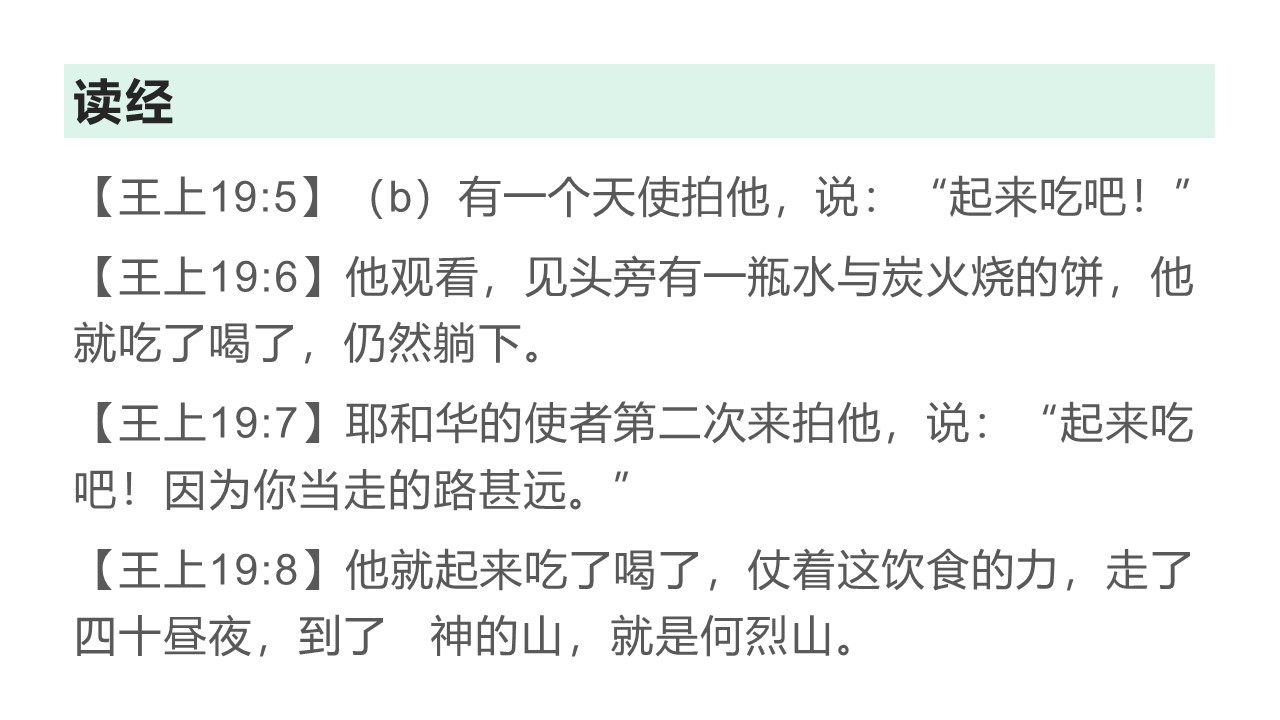 读经
【王上19:5】（b）有一个天使拍他，说：“起来吃吧！”
【王上19:6】他观看，见头旁有一瓶水与炭火烧的饼，他
就吃了喝了，仍然躺下。
【王上19:7】耶和华的使者第二次来拍他，说：“起来吃
吧！因为你当走的路甚远。”
【王上19:8】他就起来吃了喝了，仗着这饮食的力，走了
四十昼夜，到了　神的山，就是何烈山。